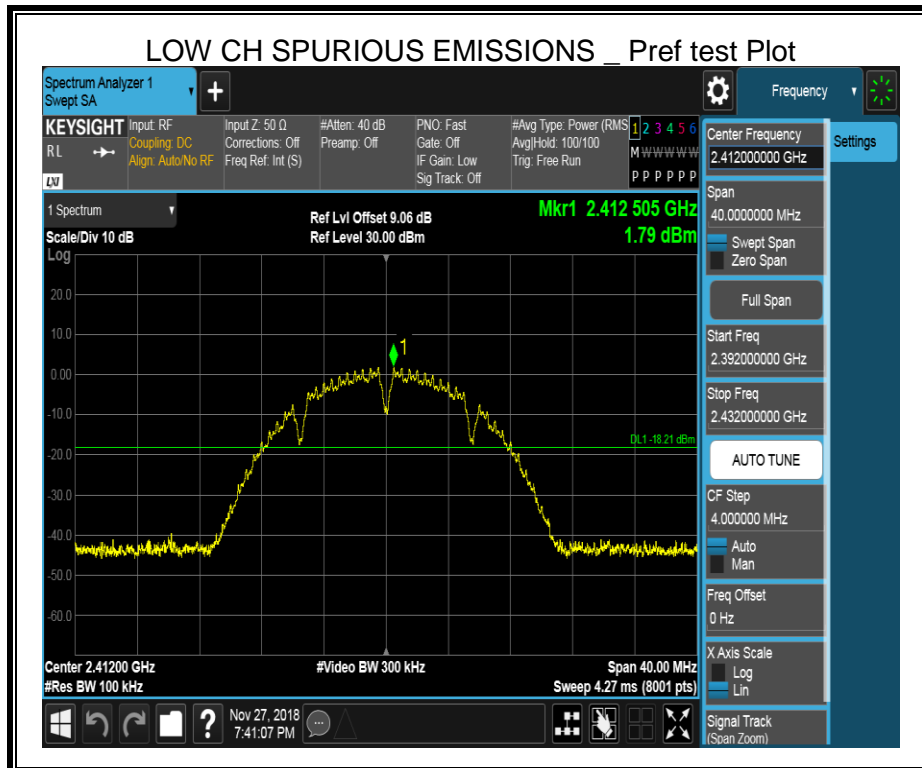 LOW CH SPURIOUS EMISSIONS _ Pref test Plot
Spectrum Analyzer 1
Swept SA
+
Frequency
KEYSIGHT
RL
LXI
Input: RF
Coupling: DC
Align: Auto/No RF
Input Z: 50 Ω
Corrections: Off
Freq Ref: Int (S)
#Atten: 40 dB
Preamp: Off
PNO: Fast
Gate: Off
IF Gain: Low
Sig Track: Off
#Avg Type: Power (RMS
Avg|Hold: 100/100
Trig: Free Run
1 2 3 4 5 6
M W W W W W
P P P P P P
Center Frequency
2.412000000 GHz
Settings
Span
40.0000000 MHz
Swept Span
Zero Span
Full Span
Start Freq
2.392000000 GHz
Stop Freq
2.432000000 GHz
AUTO TUNE
CF Step
4.000000 MHz
Auto
Man
Freq Offset
0 Hz
X Axis Scale
Log
Lin
Signal Track
(Span Zoom)
1 Spectrum
Scale/Div 10 dB
Ref Lvl Offset 9.06 dB
Ref Level 30.00 dBm
Mkr1 2.412 505 GHz
1.79 dBm
Log
20.0
10.0
0.00
-10.0
-20.0
-30.0
-40.0
-50.0
-60.0
1
DL1 -18.21 dBm
Center 2.41200 GHz
#Res BW 100 kHz
#Video BW 300 kHz
Span 40.00 MHz
Sweep 4.27 ms (8001 pts)
?
Nov 27, 2018
7:41:07 PM